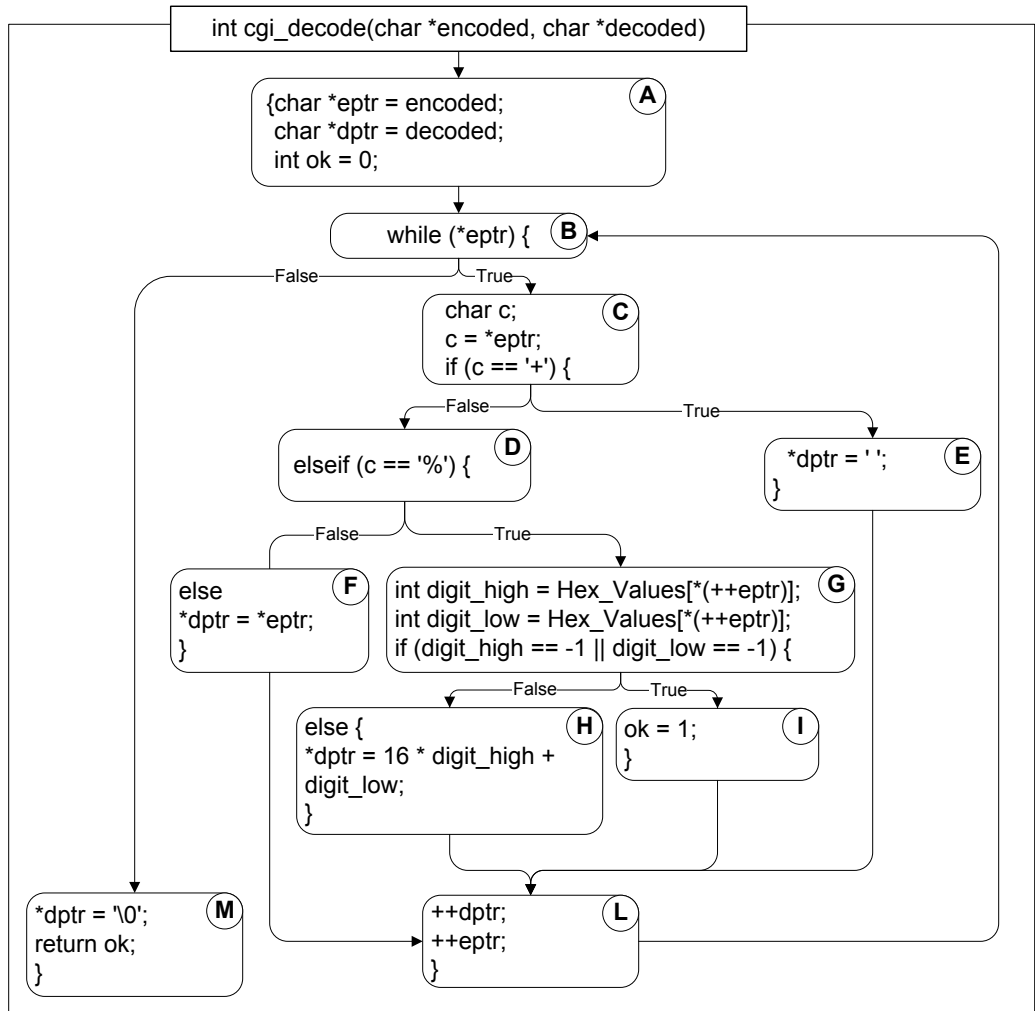 int cgi_decode(char *encoded, char *decoded)
A
{char *eptr = encoded;
char *dptr = decoded;
int ok = 0;
while (*eptr) {
B
False
True
char c;
C
c = *eptr;
if (c == '+') {
False
True
elseif (c == '%') {
D
*dptr = ' ';
E
}
False
True
else
F
*dptr = *eptr;
}
int digit_high = Hex_Values[*(++eptr)];
G
int digit_low = Hex_Values[*(++eptr)];
if (digit_high == -1 || digit_low == -1) {
False
True
else {
H
*dptr = 16 * digit_high +
digit_low;
}
ok = 1;
I
}
*dptr = '\0';
M
return ok;
}
++dptr;
L
++eptr;
}